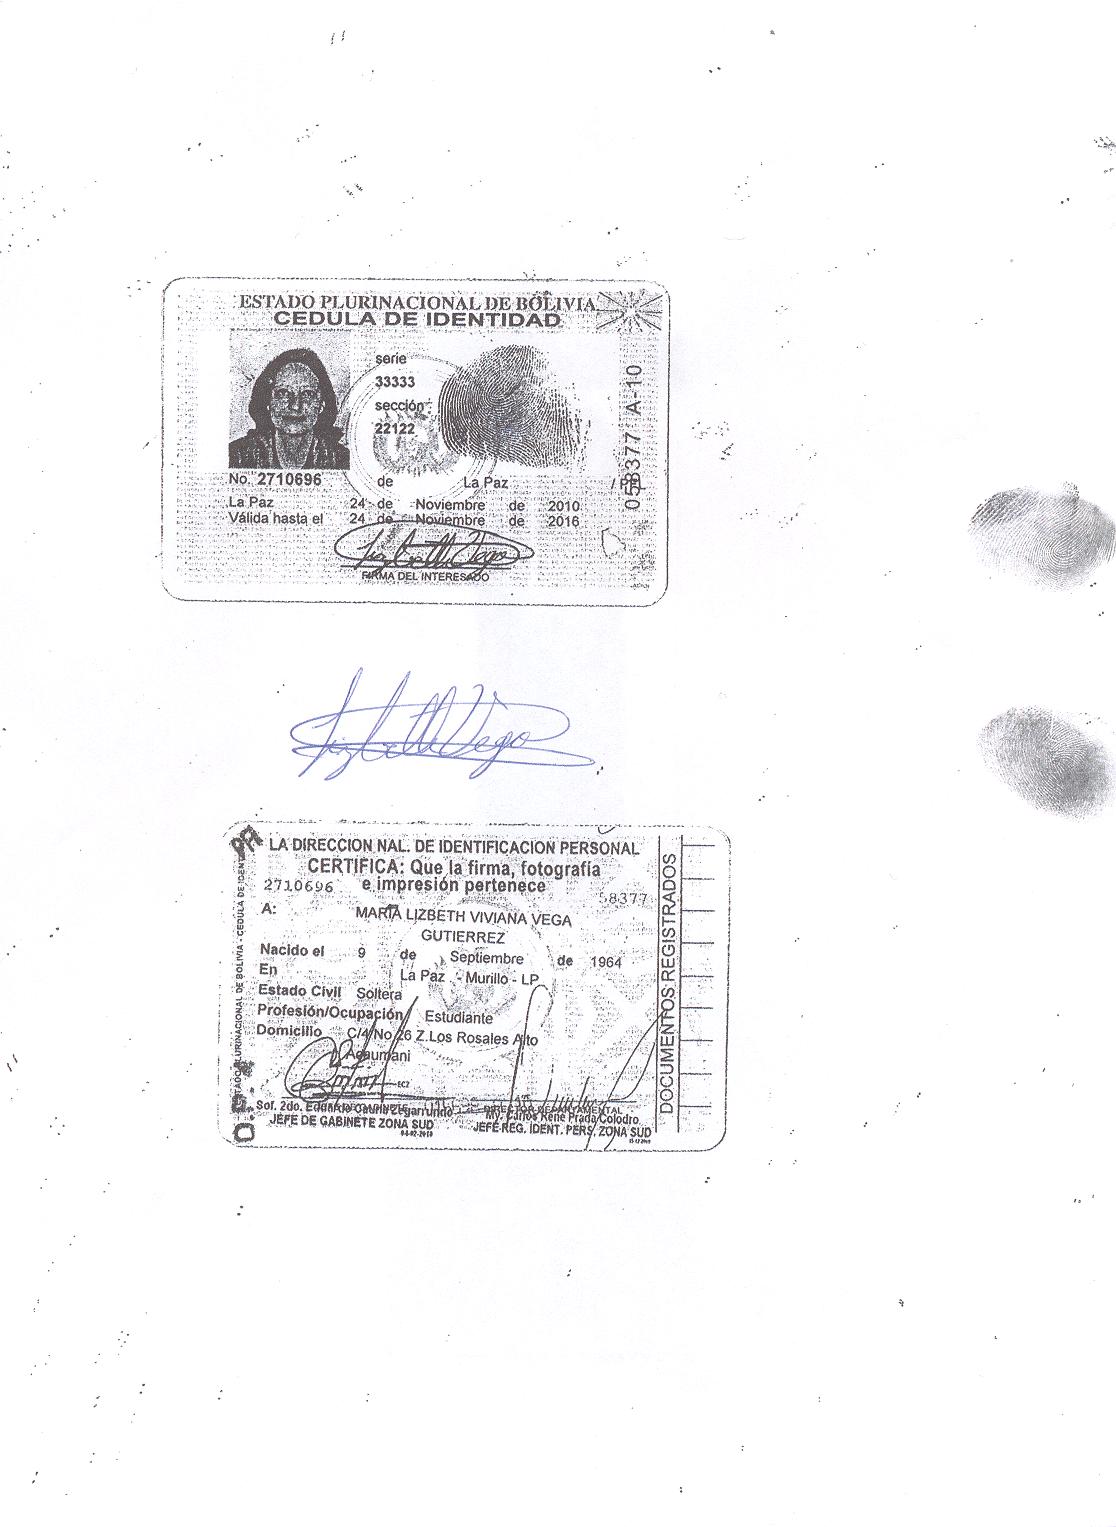 ESTADO PLURINACIONAL DE BOLIVIA
CEDULA DE IDENTIDAD
serie
33333
sección
22122
No. 2710696 de La Paz
La Paz 24 de Noviembre de 2010
Válida hasta el 24 de Noviembre de 2016
FIRMA DEL INTERESADO
058377 A-10
LA DIRECCION NAL. DE IDENTIFICACION PERSONAL
CERTIFICA: Que la firma, fotografía
2710696 e impresión pertenece
58377
A: MARIA LIZBETH VIVIANA VEGA
GUTIERREZ
Nacido el 9 de Septiembre de 1964
En La Paz - Murillo - LP
Estado Civil Soltera
Profesión/Ocupación Estudiante
Domicilio C/4 No 26 Z.Los Rosales Alto
Achumani
Sof. 2do. Eduardo
JEFE DE GABINETE ZONA SUD
DIRECTOR DEPARTAMENTAL
My. Carlos Rene Prada Colodro
JEFE REG. IDENT. PERS. ZONA SUD
DOCUMENTOS REGISTRADOS
PLURINACIONAL DE BOLIVIA - CEDULA DE